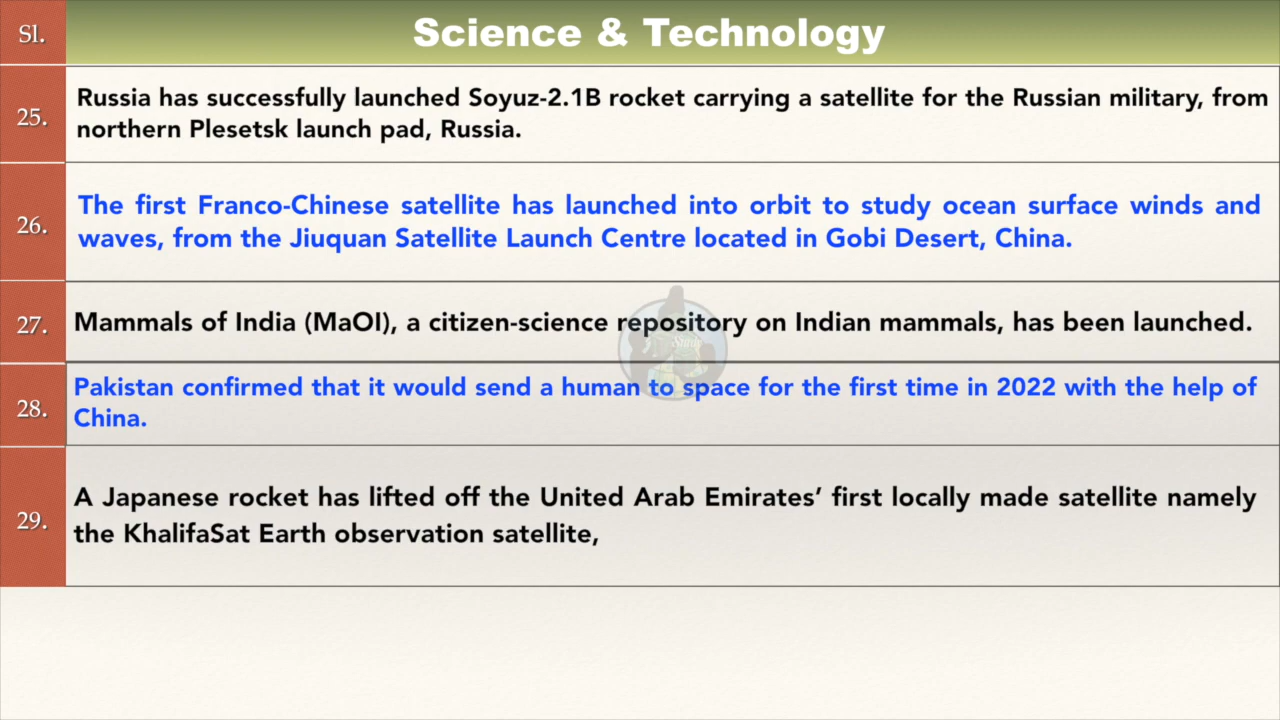 Sl.
Science & Technology
25.
Russia has successfully launched Soyuz-2.1B rocket carrying a satellite for the Russian military, from
northern Plesetsk launch pad, Russia.
26.
The first Franco-Chinese satellite has launched into orbit to study ocean surface winds and
waves, from the Jiuquan Satellite Launch Centre located in Gobi Desert, China.
27.
Mammals of India (MaOI), a citizen-science repository on Indian mammals, has been launched.
28.
Pakistan confirmed that it would send a human to space for the first time in 2022 with the help of
China.
29.
A Japanese rocket has lifted off the United Arab Emirates’ first locally made satellite namely
the KhalifaSat Earth observation satellite,